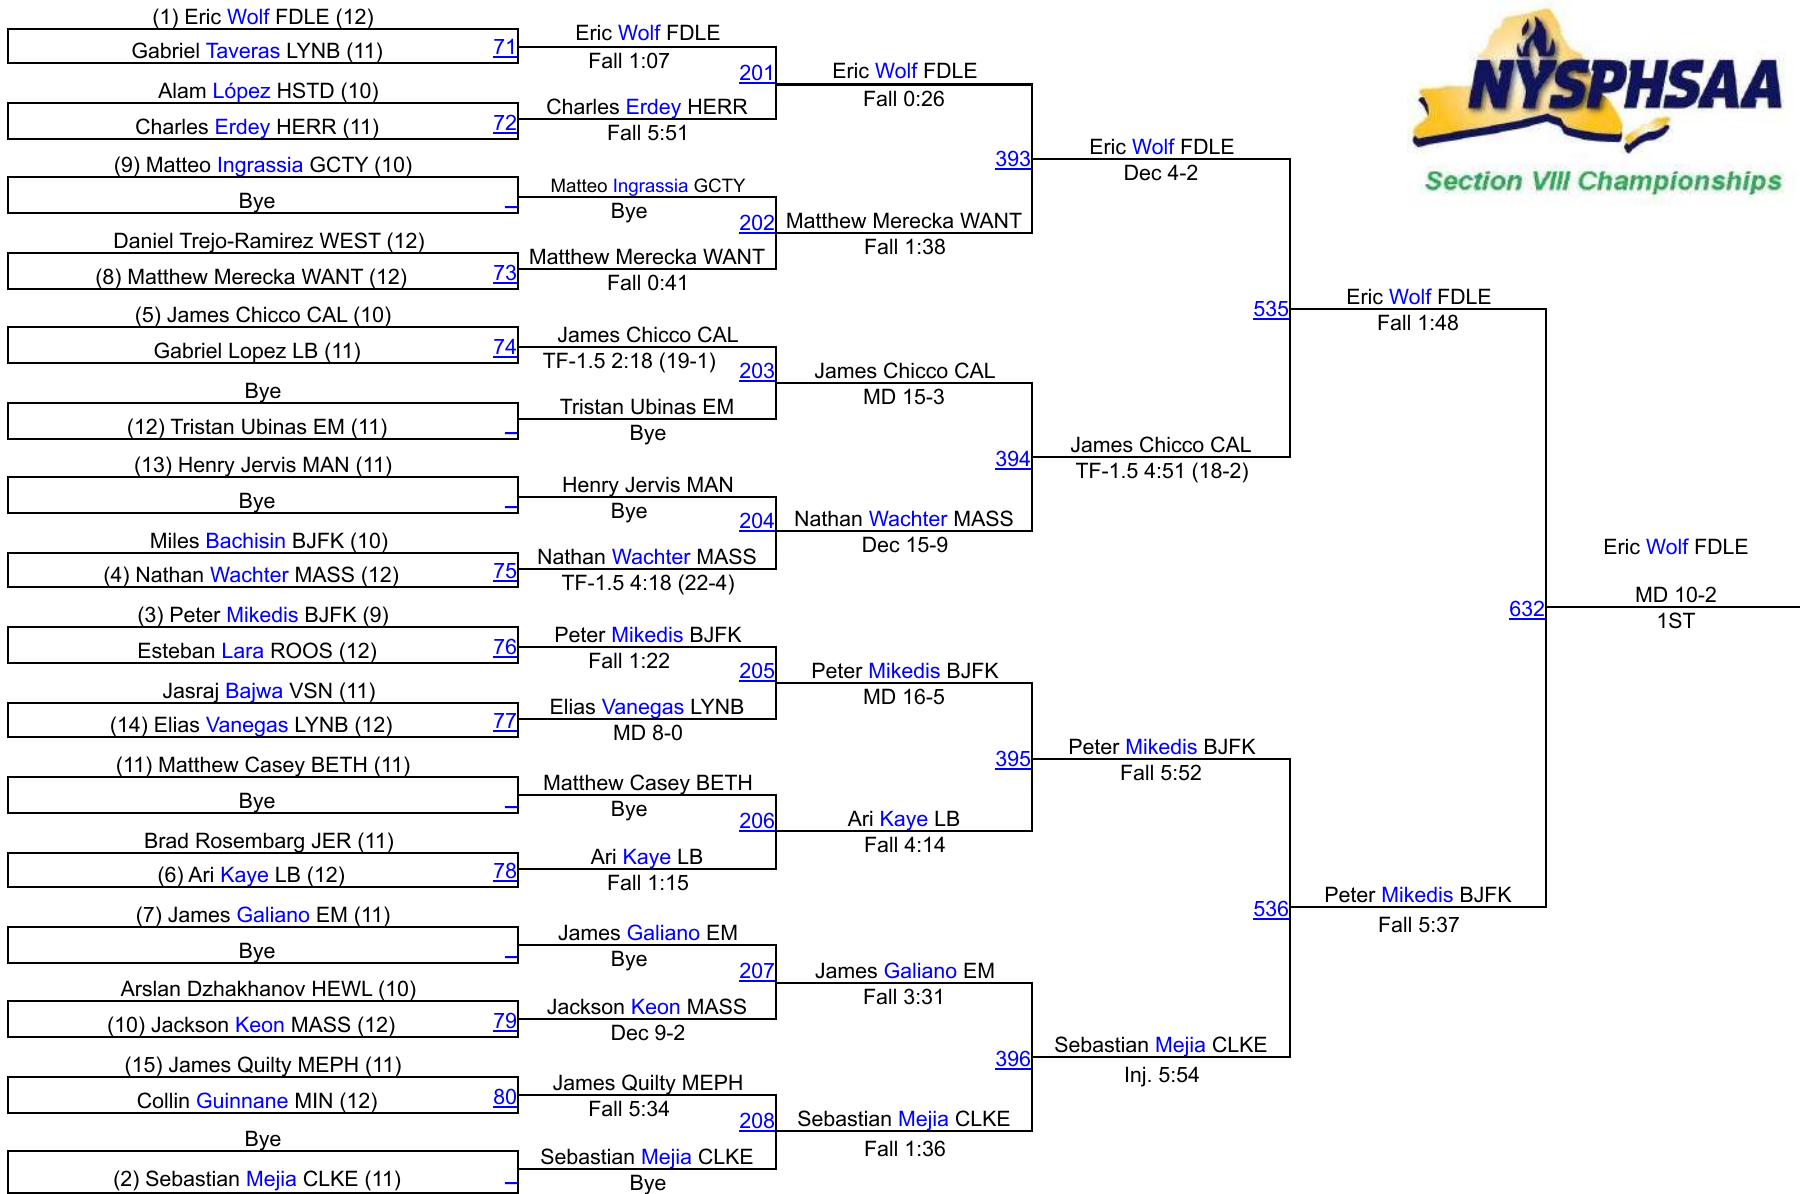 (1) Eric Wolf FDLE (12)
Gabriel Taveras LYNB (11)
71
Alam López HSTD (10)
Charles Erdey HERR (11)
72
(9) Matteo Ingrassia GCTY (10)
Bye
Daniel Trejo-Ramirez WEST (12)
(8) Matthew Merecka WANT (12)
73
(5) James Chicco CAL (10)
Gabriel Lopez LB (11)
74
Bye
(12) Tristan Ubinas EM (11)
(13) Henry Jervis MAN (11)
Bye
Miles Bachisin BJFK (10)
(4) Nathan Wachter MASS (12)
75
(3) Peter Mikedis BJFK (9)
Esteban Lara ROOS (12)
76
Jasraj Bajwa VSN (11)
(14) Elias Vanegas LYNB (12)
77
(11) Matthew Casey BETH (11)
Bye
Brad Rosembarg JER (11)
(6) Ari Kaye LB (12)
78
(7) James Galiano EM (11)
Bye
Arslan Dzhakhanov HEWL (10)
(10) Jackson Keon MASS (12)
79
(15) James Quilty MEPH (11)
Collin Guinnane MIN (12)
80
Bye
(2) Sebastian Mejia CLKE (11)
Eric Wolf FDLE
Fall 1:07
201
Charles Erdey HERR
Fall 5:51
Matteo Ingrassia GCTY
Bye
202
Matthew Merecka WANT
Fall 0:41
James Chicco CAL
TF-1.5 2:18 (19-1)
203
Tristan Ubinas EM
Bye
Henry Jervis MAN
Bye
204
Nathan Wachter MASS
TF-1.5 4:18 (22-4)
Peter Mikedis BJFK
Fall 1:22
205
Elias Vanegas LYNB
MD 8-0
Matthew Casey BETH
Bye
206
Ari Kaye LB
Fall 1:15
James Galiano EM
Bye
207
Jackson Keon MASS
Dec 9-2
James Quilty MEPH
Fall 5:34
208
Sebastian Mejia CLKE
Bye
Eric Wolf FDLE
Fall 0:26
393
Matthew Merecka WANT
Fall 1:38
James Chicco CAL
MD 15-3
394
Nathan Wachter MASS
Dec 15-9
Peter Mikedis BJFK
MD 16-5
395
Ari Kaye LB
Fall 4:14
James Galiano EM
Fall 3:31
396
Sebastian Mejia CLKE
Fall 1:36
Eric Wolf FDLE
Dec 4-2
535
James Chicco CAL
TF-1.5 4:51 (18-2)
Peter Mikedis BJFK
Fall 5:52
536
Sebastian Mejia CLKE
Inj. 5:54
Eric Wolf FDLE
Fall 1:48
632
Peter Mikedis BJFK
Fall 5:37
Eric Wolf FDLE
MD 10-2
1ST
NYSPHSAA
Section VIII Championships